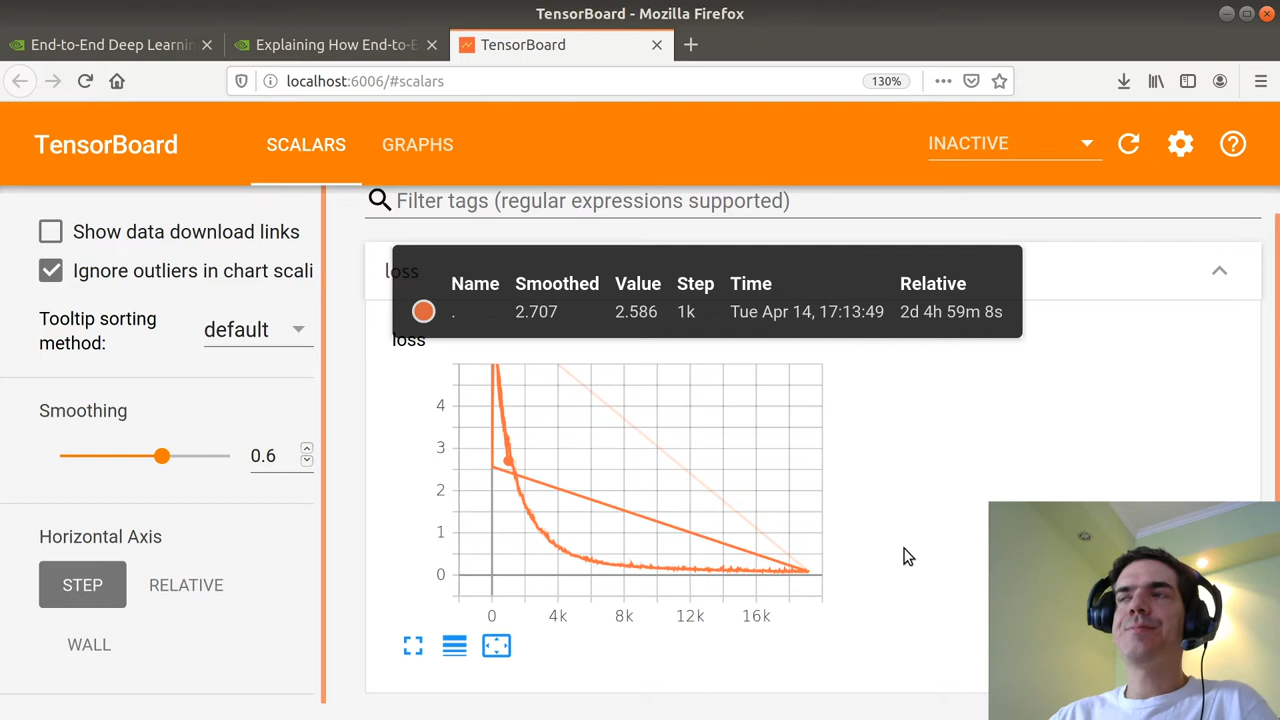 TensorBoard - Mozilla Firefox
End-to-End Deep Learnin
Explaining How End-to-E
TensorBoard
localhost:6006/#scalars
130%
TensorBoard
SCALARS
GRAPHS
INACTIVE
Show data download links
Ignore outliers in chart scali
Tooltip sorting
method:
default
Smoothing
0.6
Horizontal Axis
STEP
RELATIVE
WALL
Filter tags (regular expressions supported)
loss
Name Smoothed Value Step Time Relative
. 2.707 2.586 1k Tue Apr 14, 17:13:49 2d 4h 59m 8s
loss
4
3
2
1
0
0 4k 8k 12k 16k